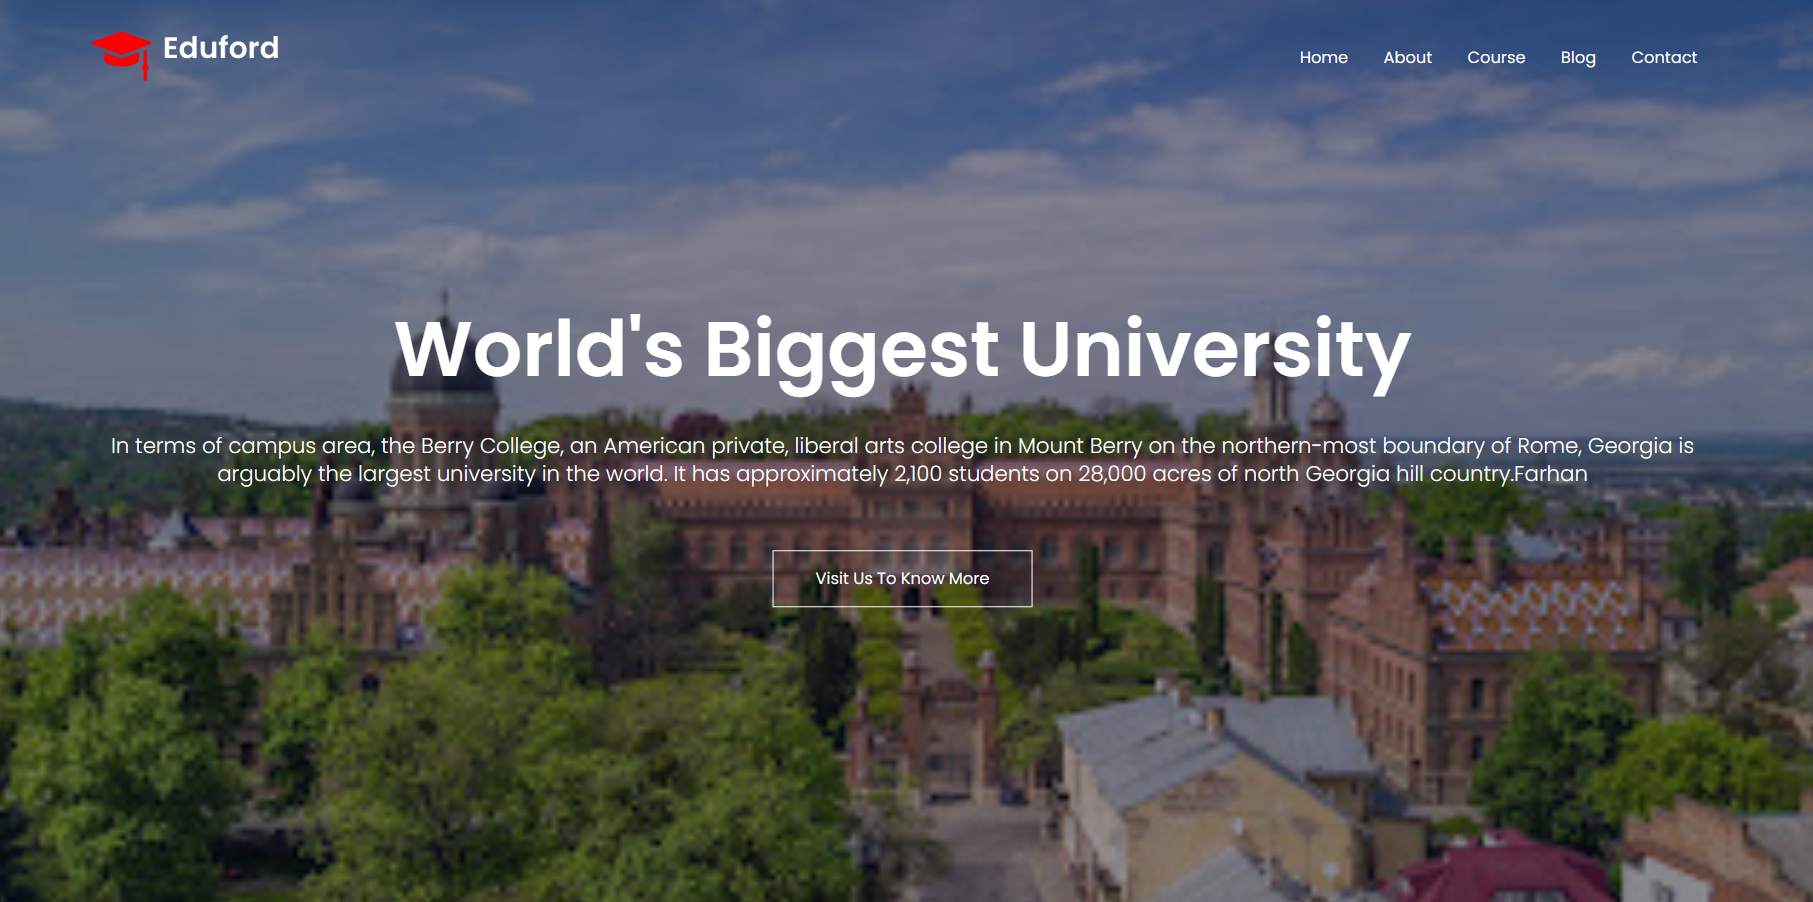 Eduford
Home About Course Blog Contact
World's Biggest University
In terms of campus area, the Berry College, an American private, liberal arts college in Mount Berry on the northern-most boundary of Rome, Georgia is
arguably the largest university in the world. It has approximately 2,100 students on 28,000 acres of north Georgia hill country.Farhan
Visit Us To Know More